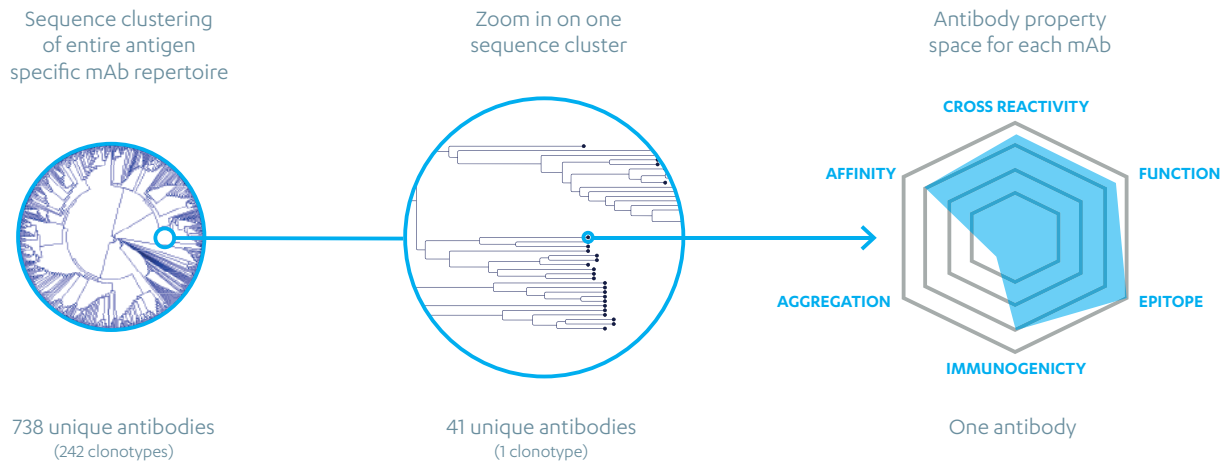 Sequence clustering
of entire antigen
specific mAb repertoire
Zoom in on one
sequence cluster
Antibody property
space for each mAb
CROSS REACTIVITY
AFFINITY
FUNCTION
AGGREGATION
EPITOPE
IMMUNOGENICTY
738 unique antibodies
(242 clonotypes)
41 unique antibodies
(1 clonotype)
One antibody